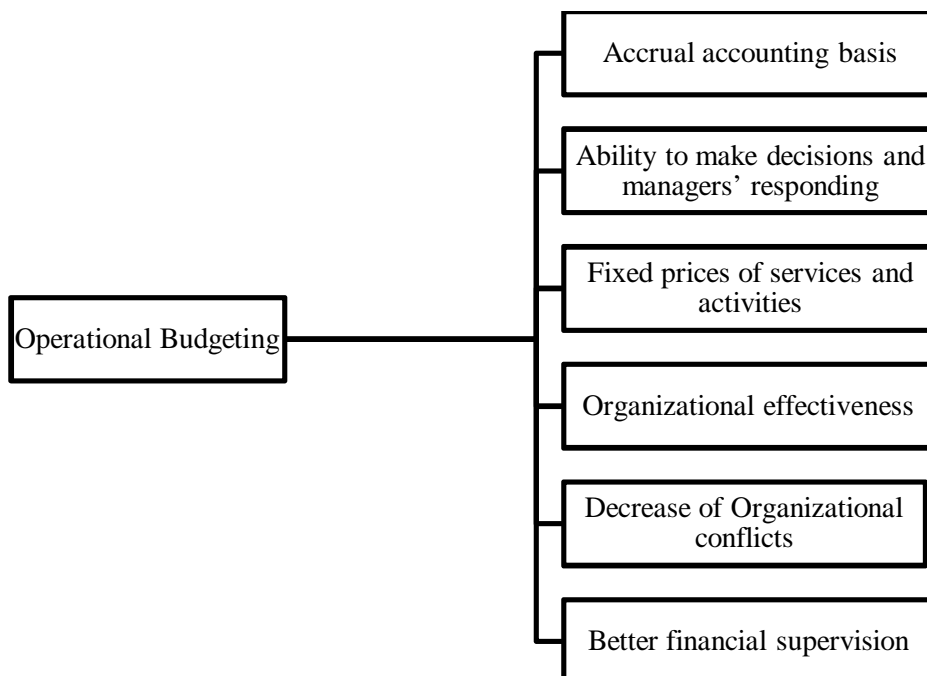 Accrual accounting basis
Ability to make decisions and
managers’ responding
Fixed prices of services and
activities
Operational Budgeting
Organizational effectiveness
Decrease of Organizational
conflicts
Better financial supervision